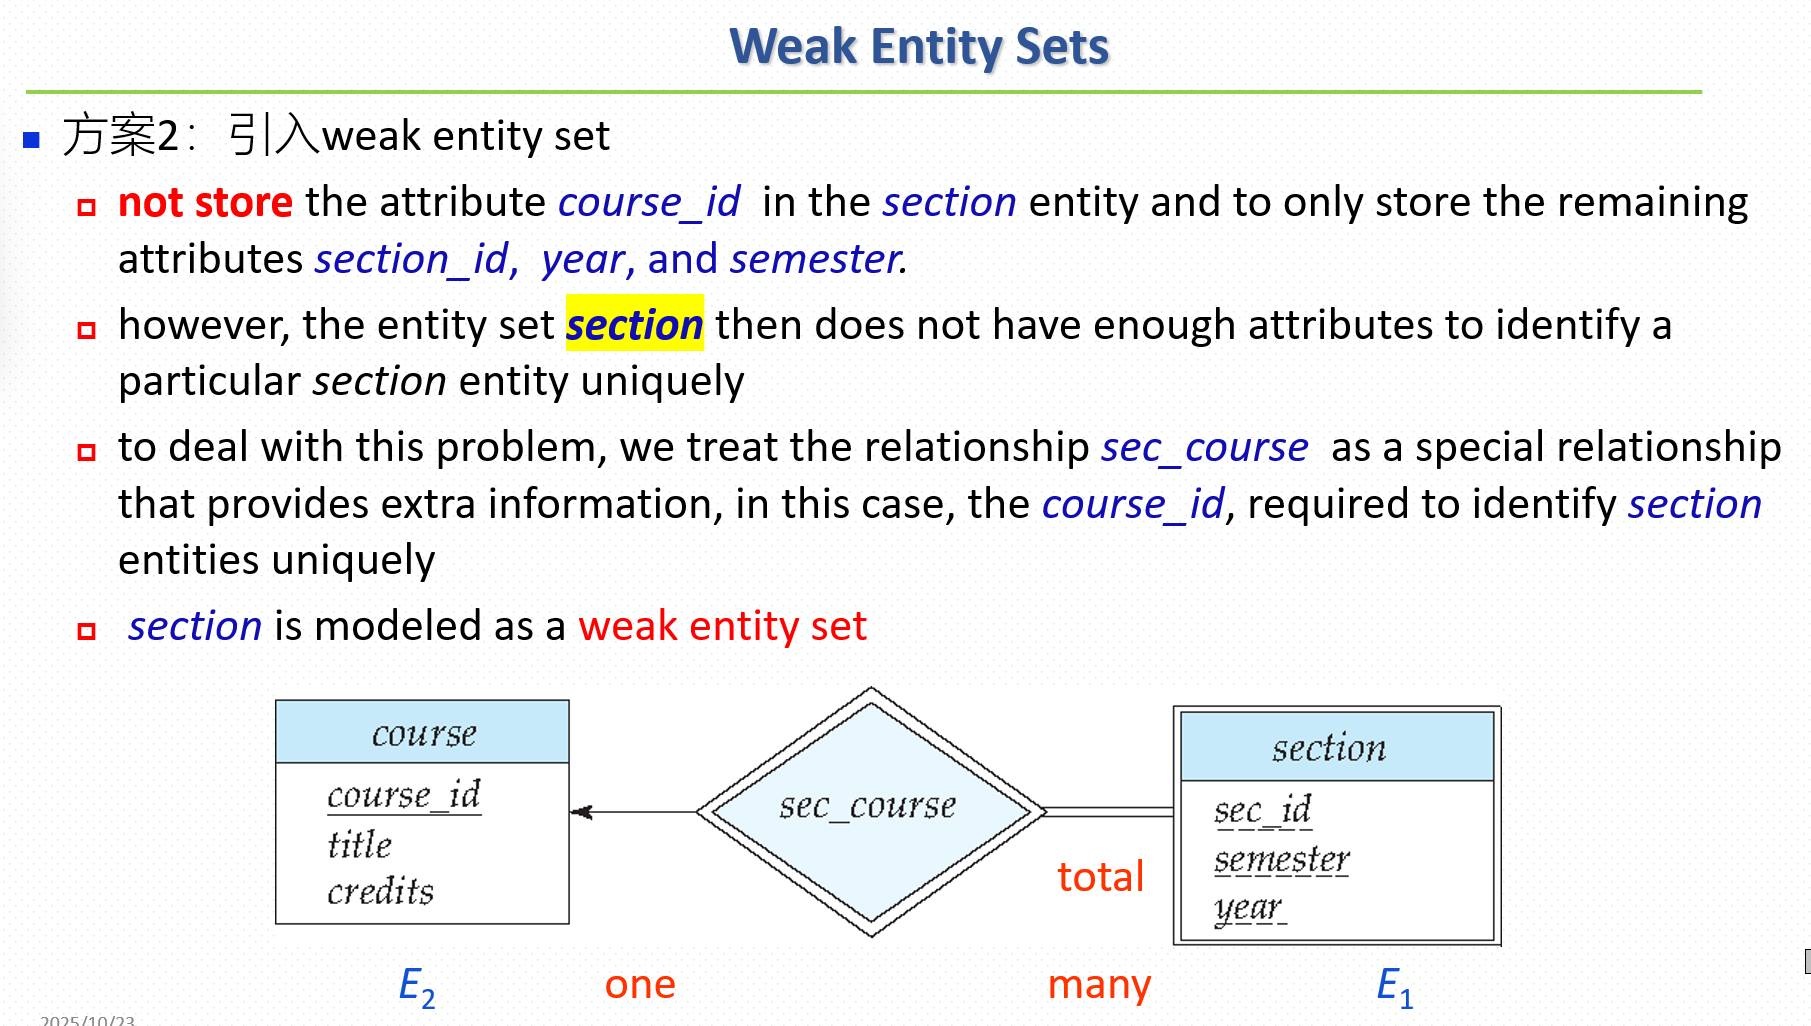 Weak Entity Sets
方案2：引入weak entity set
not store the attribute course_id in the section entity and to only store the remaining
attributes section_id, year, and semester.
however, the entity set section then does not have enough attributes to identify a
particular section entity uniquely
to deal with this problem, we treat the relationship sec_course as a special relationship
that provides extra information, in this case, the course_id, required to identify section
entities uniquely
section is modeled as a weak entity set
course
course_id
title
credits
sec_course
total
section
sec_id
semester
year
E2
one
many
E1
2025/10/23